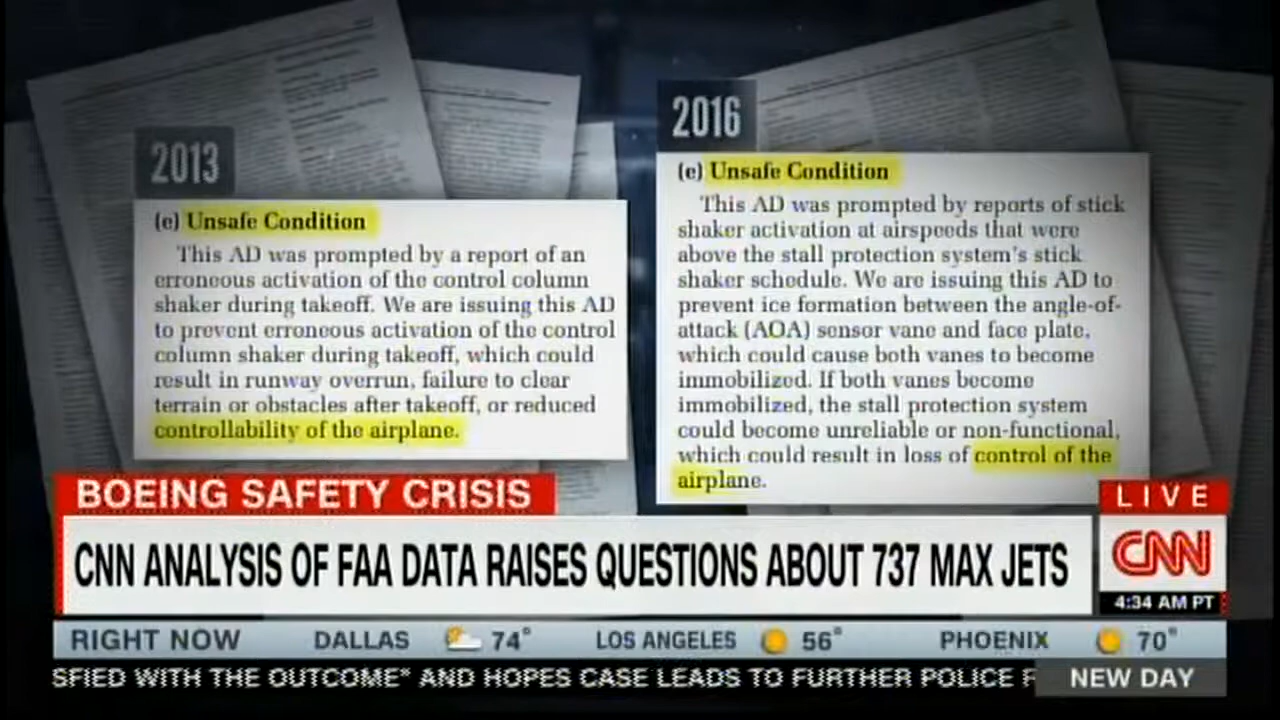 2013
(e) Unsafe Condition
This AD was prompted by a report of an
erroneous activation of the control column
shaker during takeoff. We are issuing this AD
to prevent erroneous activation of the control
column shaker during takeoff, which could
result in runway overrun, failure to clear
terrain or obstacles after takeoff, or reduced
controllability of the airplane.
2016
(e) Unsafe Condition
This AD was prompted by reports of stick
shaker activation at airspeeds that were
above the stall protection system's stick
shaker schedule. We are issuing this AD to
prevent ice formation between the angle-of-
attack (AOA) sensor vane and face plate,
which could cause both vanes to become
immobilized. If both vanes become
immobilized, the stall protection system
could become unreliable or non-functional,
which could result in loss of control of the
airplane.
BOEING SAFETY CRISIS
CNN ANALYSIS OF FAA DATA RAISES QUESTIONS ABOUT 737 MAX JETS
LIVE
CNN
4:34 AM PT
RIGHT NOW DALLAS 74° LOS ANGELES 56° PHOENIX 70°
SFIED WITH THE OUTCOME" AND HOPES CASE LEADS TO FURTHER POLICE
NEW DAY